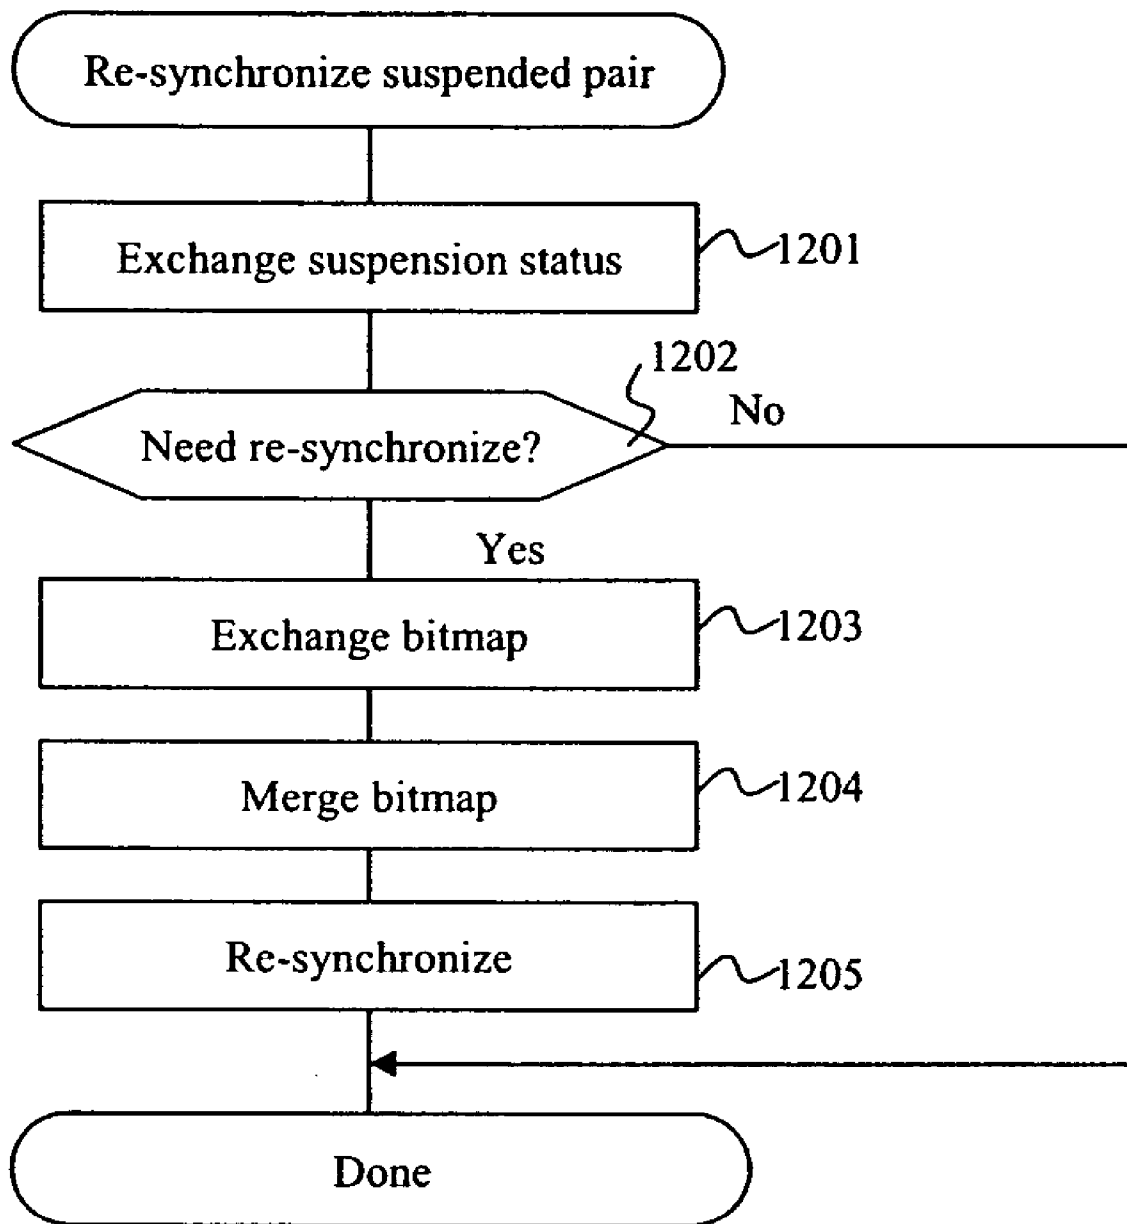 Re-synchronize suspended pair
Exchange suspension status
1201
1202
Need re-synchronize?
No
Yes
Exchange bitmap
1203
Merge bitmap
1204
Re-synchronize
1205
Done